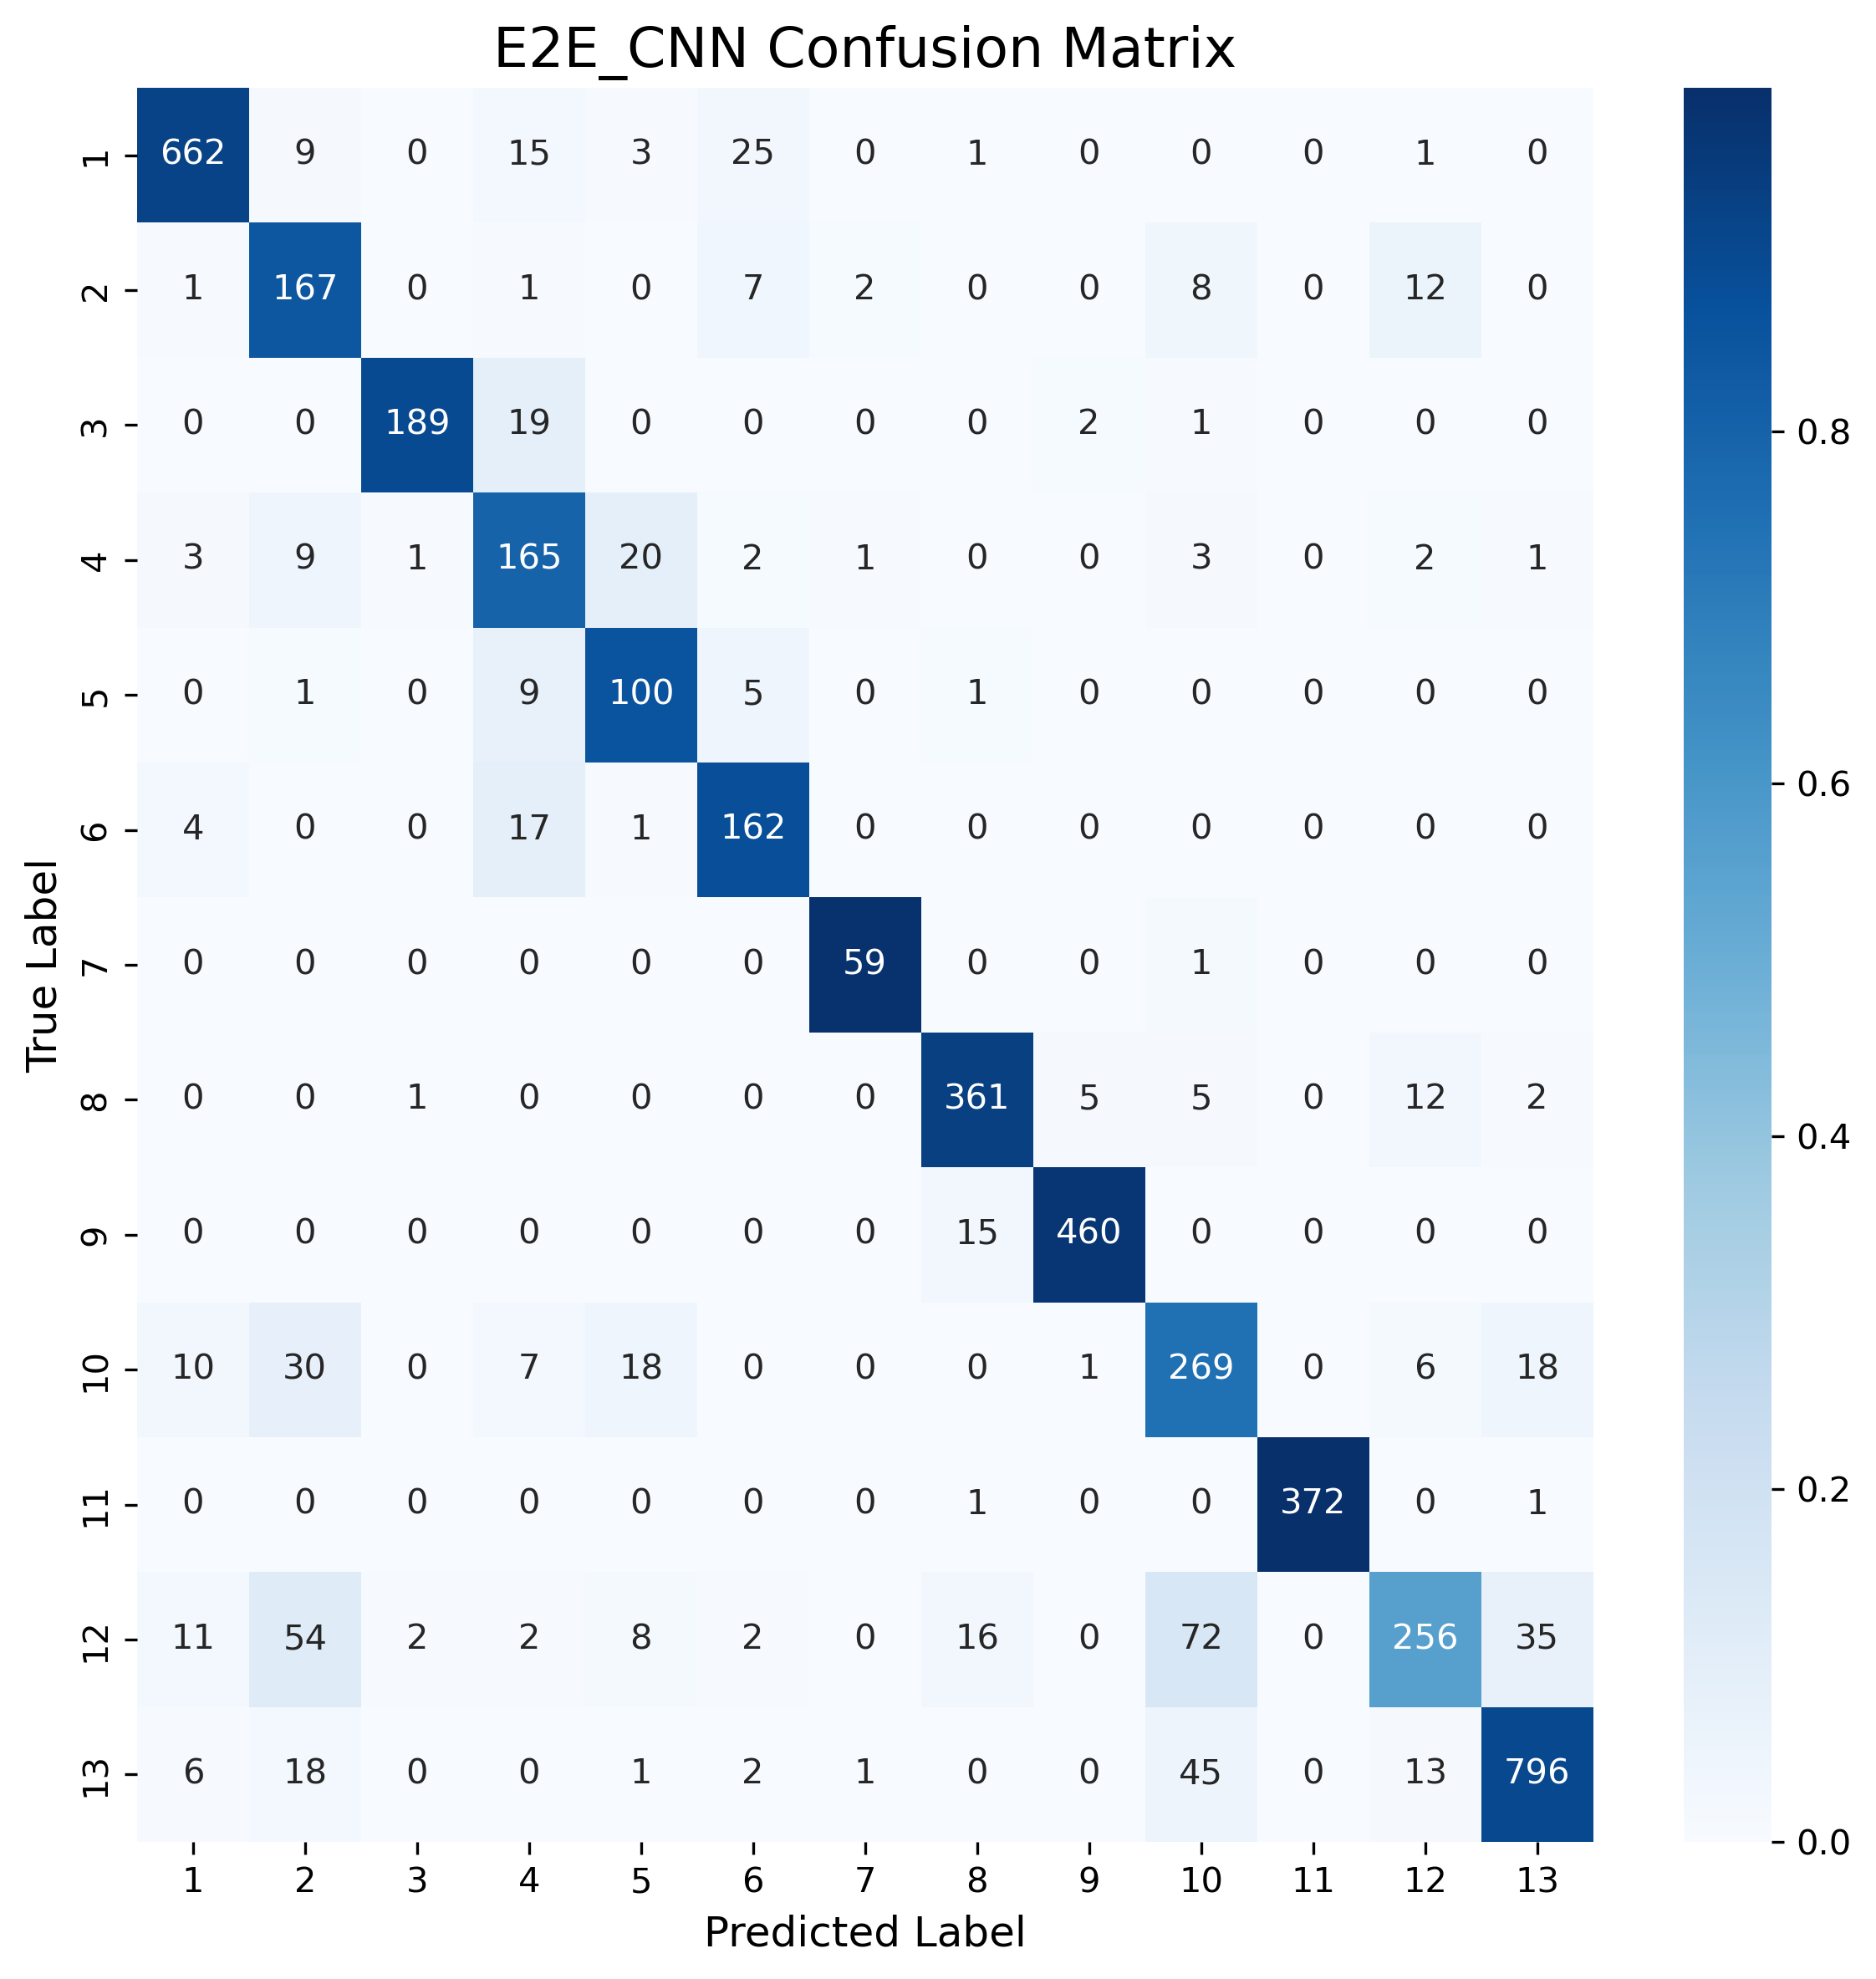 E2E_CNN Confusion Matrix
1 662 9 0 15 3 25 0 1 0 0 0 1 0
2 1 167 0 1 0 7 2 0 0 8 0 12 0
3 0 0 189 19 0 0 0 0 2 1 0 0 0
4 3 9 1 165 20 2 1 0 0 3 0 2 1
5 0 1 0 9 100 5 0 1 0 0 0 0 0
6 4 0 0 17 1 162 0 0 0 0 0 0 0
7 0 0 0 0 0 0 59 0 0 1 0 0 0
8 0 0 1 0 0 0 0 361 5 5 0 12 2
9 0 0 0 0 0 0 0 15 460 0 0 0 0
10 10 30 0 7 18 0 0 0 1 269 0 6 18
11 0 0 0 0 0 0 0 1 0 0 372 0 1
12 11 54 2 2 8 2 0 16 0 72 0 256 35
13 6 18 0 0 1 2 1 0 0 45 0 13 796
1 2 3 4 5 6 7 8 9 10 11 12 13
Predicted Label
True Label
0.8
0.6
0.4
0.2
0.0